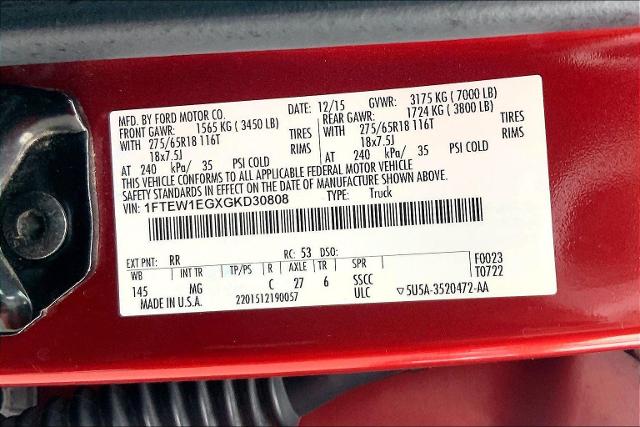 MFD. BY FORD MOTOR CO. DATE: 12/15 GVWR: 3175 KG ( 7000 LB)
FRONT GAWR: 1565 KG ( 3450 LB) REAR GAWR: 1724 KG ( 3800 LB)
WITH 275/65R18 116T TIRES WITH 275/65R18 116T TIRES
18x7.5J RIMS 18x7.5J RIMS
AT 240 kPa/ 35 PSI COLD AT 240 kPa/ 35 PSI COLD
THIS VEHICLE CONFORMS TO ALL APPLICABLE FEDERAL MOTOR VEHICLE
SAFETY STANDARDS IN EFFECT ON THE DATE OF MANUFACTURE SHOWN ABOVE.
VIN: 1FTEW1EGXGKD30808 TYPE: Truck
EXT PNT: RR RC: 53 DSO: F0023
WB INT TR TP/PS R AXLE TR SPR T0722
145 MG C 27 6 SSCC
MADE IN U.S.A. 2201512190057 ULC ▽5U5A-3520472-AA